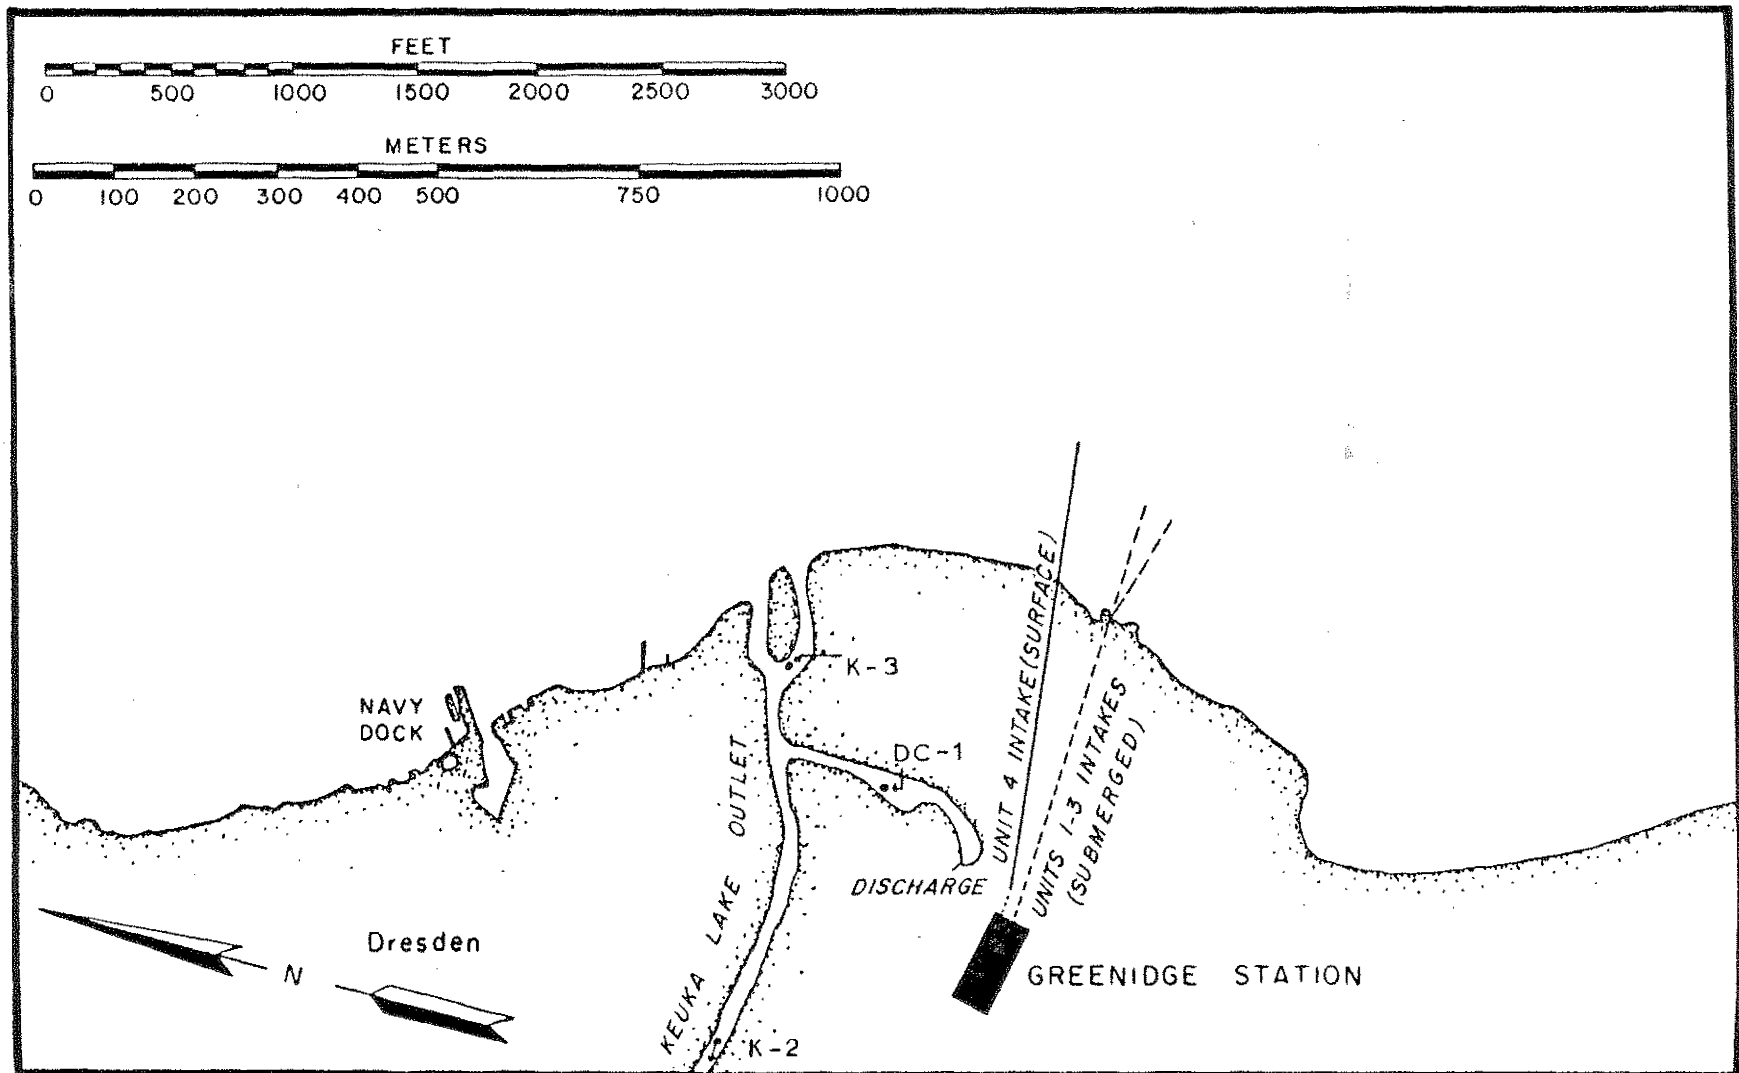 FEET
0 500 1000 1500 2000 2500 3000
METERS
0 100 200 300 400 500 750 1000
UNIT 4 INTAKE(SURFACE)
UNITS 1-3 INTAKES
(SUBMERGED)
K-3
NAVY
DOCK
DC-1
KEUKA LAKE OUTLET
DISCHARGE
Dresden
N
GREENIDGE STATION
K-2